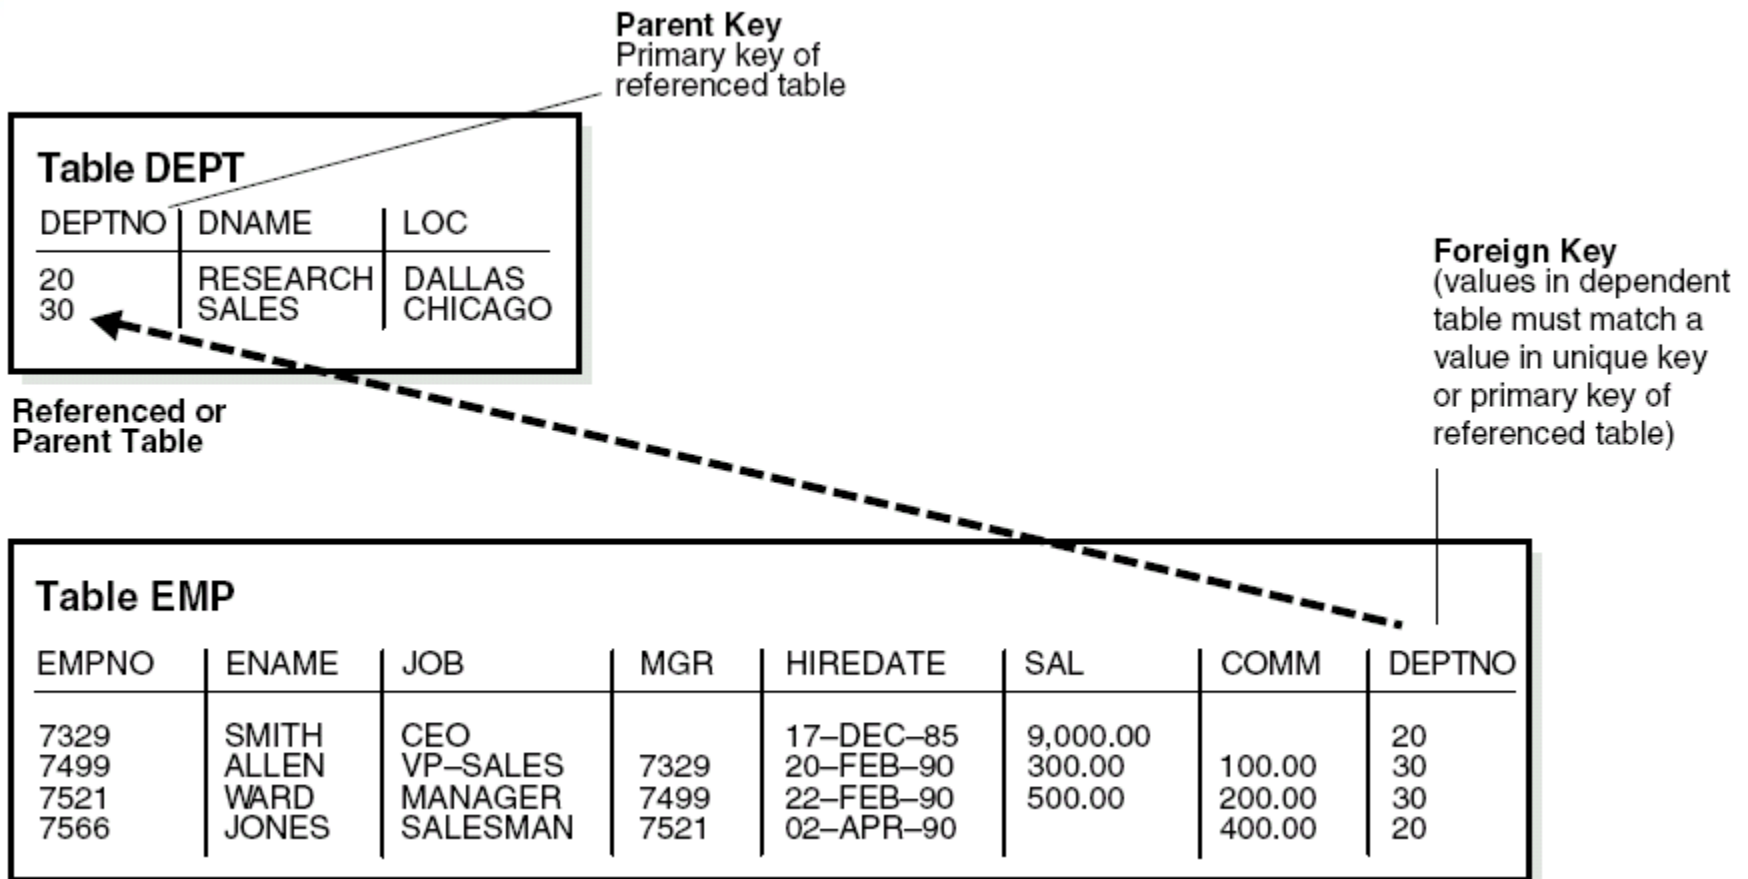 Parent Key
Primary key of
referenced table
Table DEPT
DEPTNO DNAME LOC
20 RESEARCH DALLAS
30 SALES CHICAGO
Referenced or
Parent Table
Foreign Key
(values in dependent
table must match a
value in unique key
or primary key of
referenced table)
Table EMP
EMPNO ENAME JOB MGR HIREDATE SAL COMM DEPTNO
7329 SMITH CEO 17–DEC–85 9,000.00 20
7499 ALLEN VP–SALES 7329 20–FEB–90 300.00 100.00 30
7521 WARD MANAGER 7499 22–FEB–90 500.00 200.00 30
7566 JONES SALESMAN 7521 02–APR–90 400.00 20